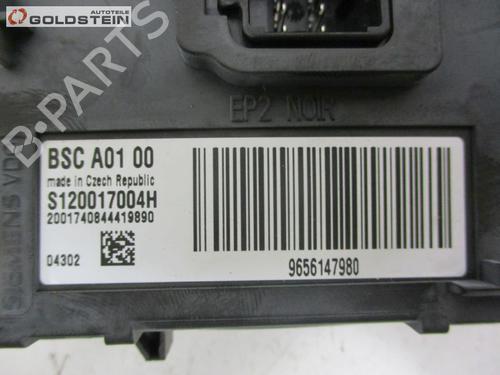 AUTOTEILE
GOLDSTEIN
B-PARTS
EP2 NOIR
BSC A01 00
made in Czech Republic
S120017004H
2001740844419890
04302
9656147980
SIEMENS VDO